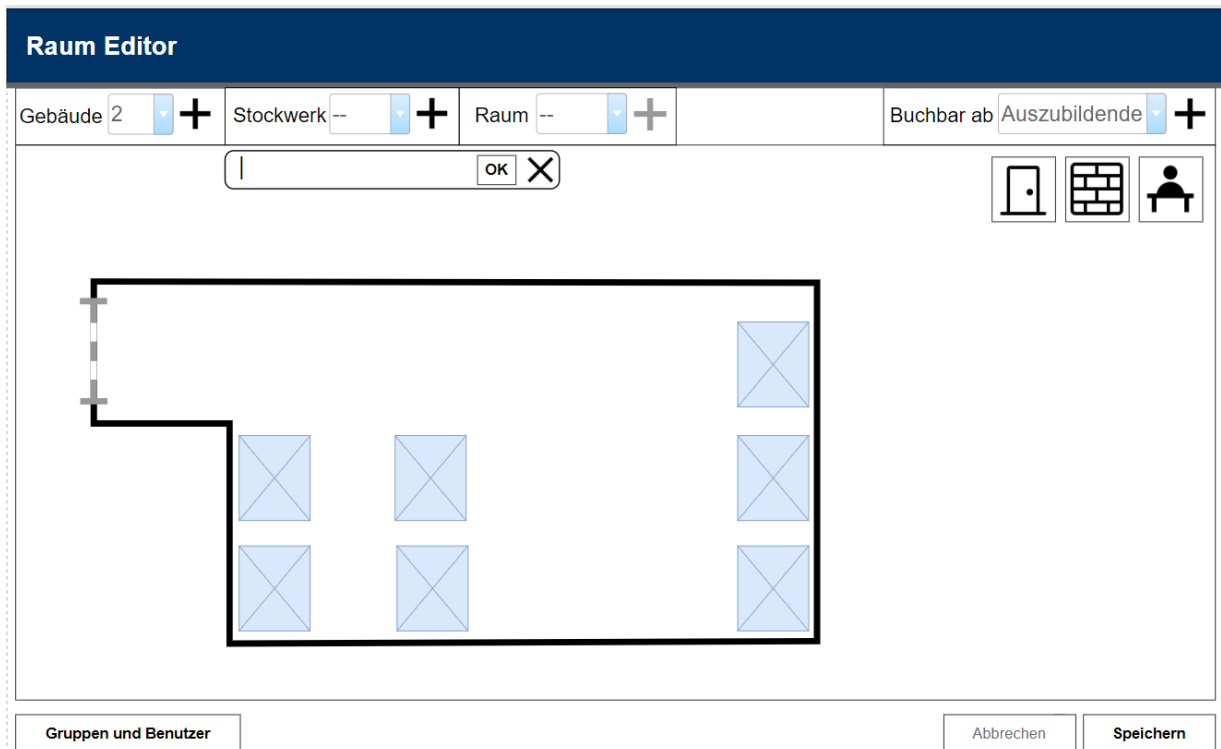 Raum Editor
Gebäude 2 Stockwerk -- Raum -- Buchbar ab Auszubildende
OK
Gruppen und Benutzer Abbrechen Speichern